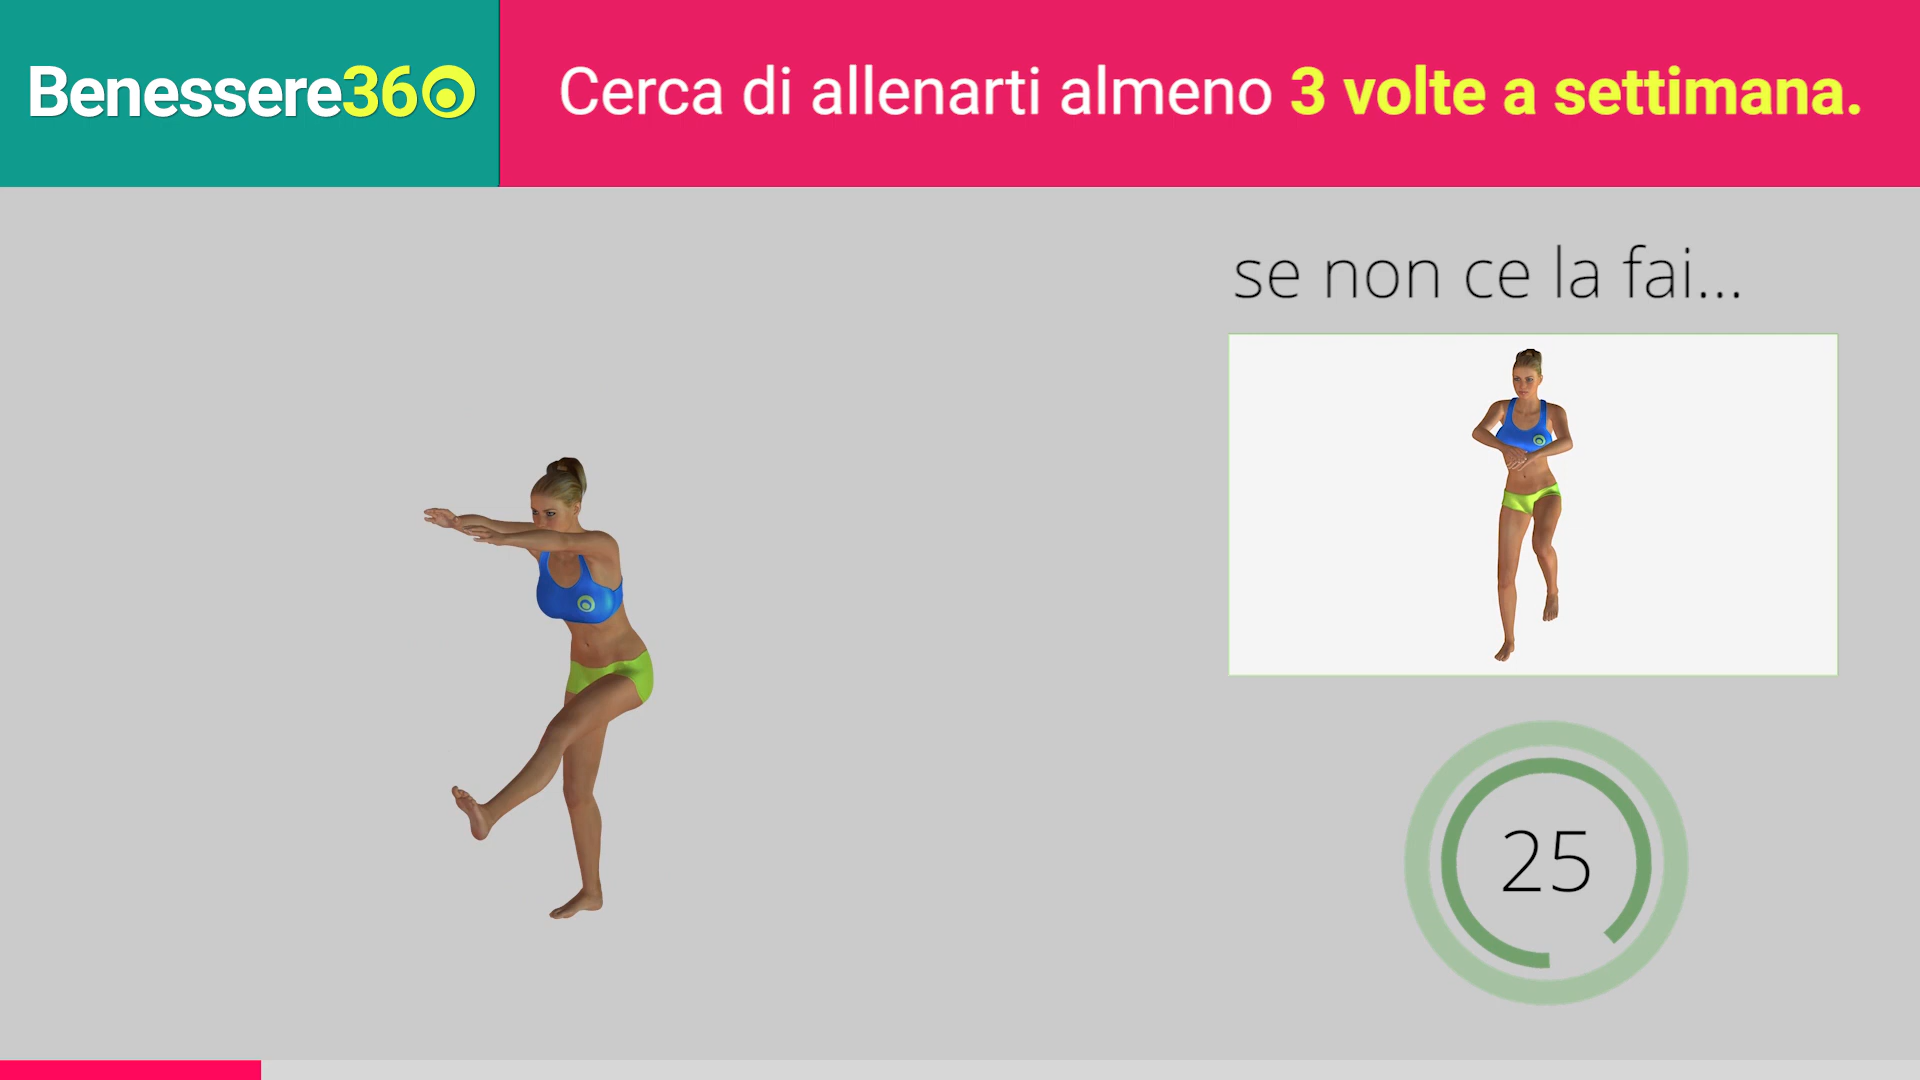 Benessere360
Cerca di allenarti almeno 3 volte a settimana.
se non ce la fai...
25